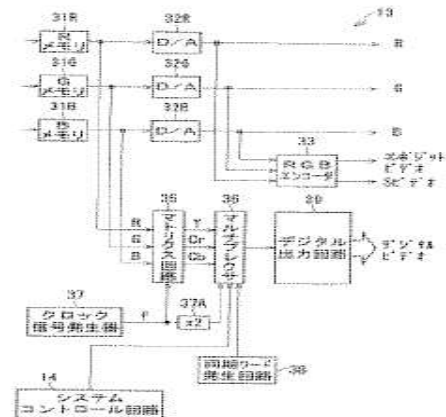 13
31R
32R
R
メモリ
D/A
R
31G
32G
G
メモリ
D/A
G
31B
32B
B
メモリ
D/A
B
33
RGB
エンコーダ
コンポジット
ビデオ
Sビデオ
35
36
39
R
G
B
マトリクス回路
Y
Cr
Cb
マルチプレクサ
デジタル
出力回路
デジタル
ビデオ
37
クロック
信号発生器
F
37A
x2
同期ワード
発生回路
38
14
システム
コントロール回路